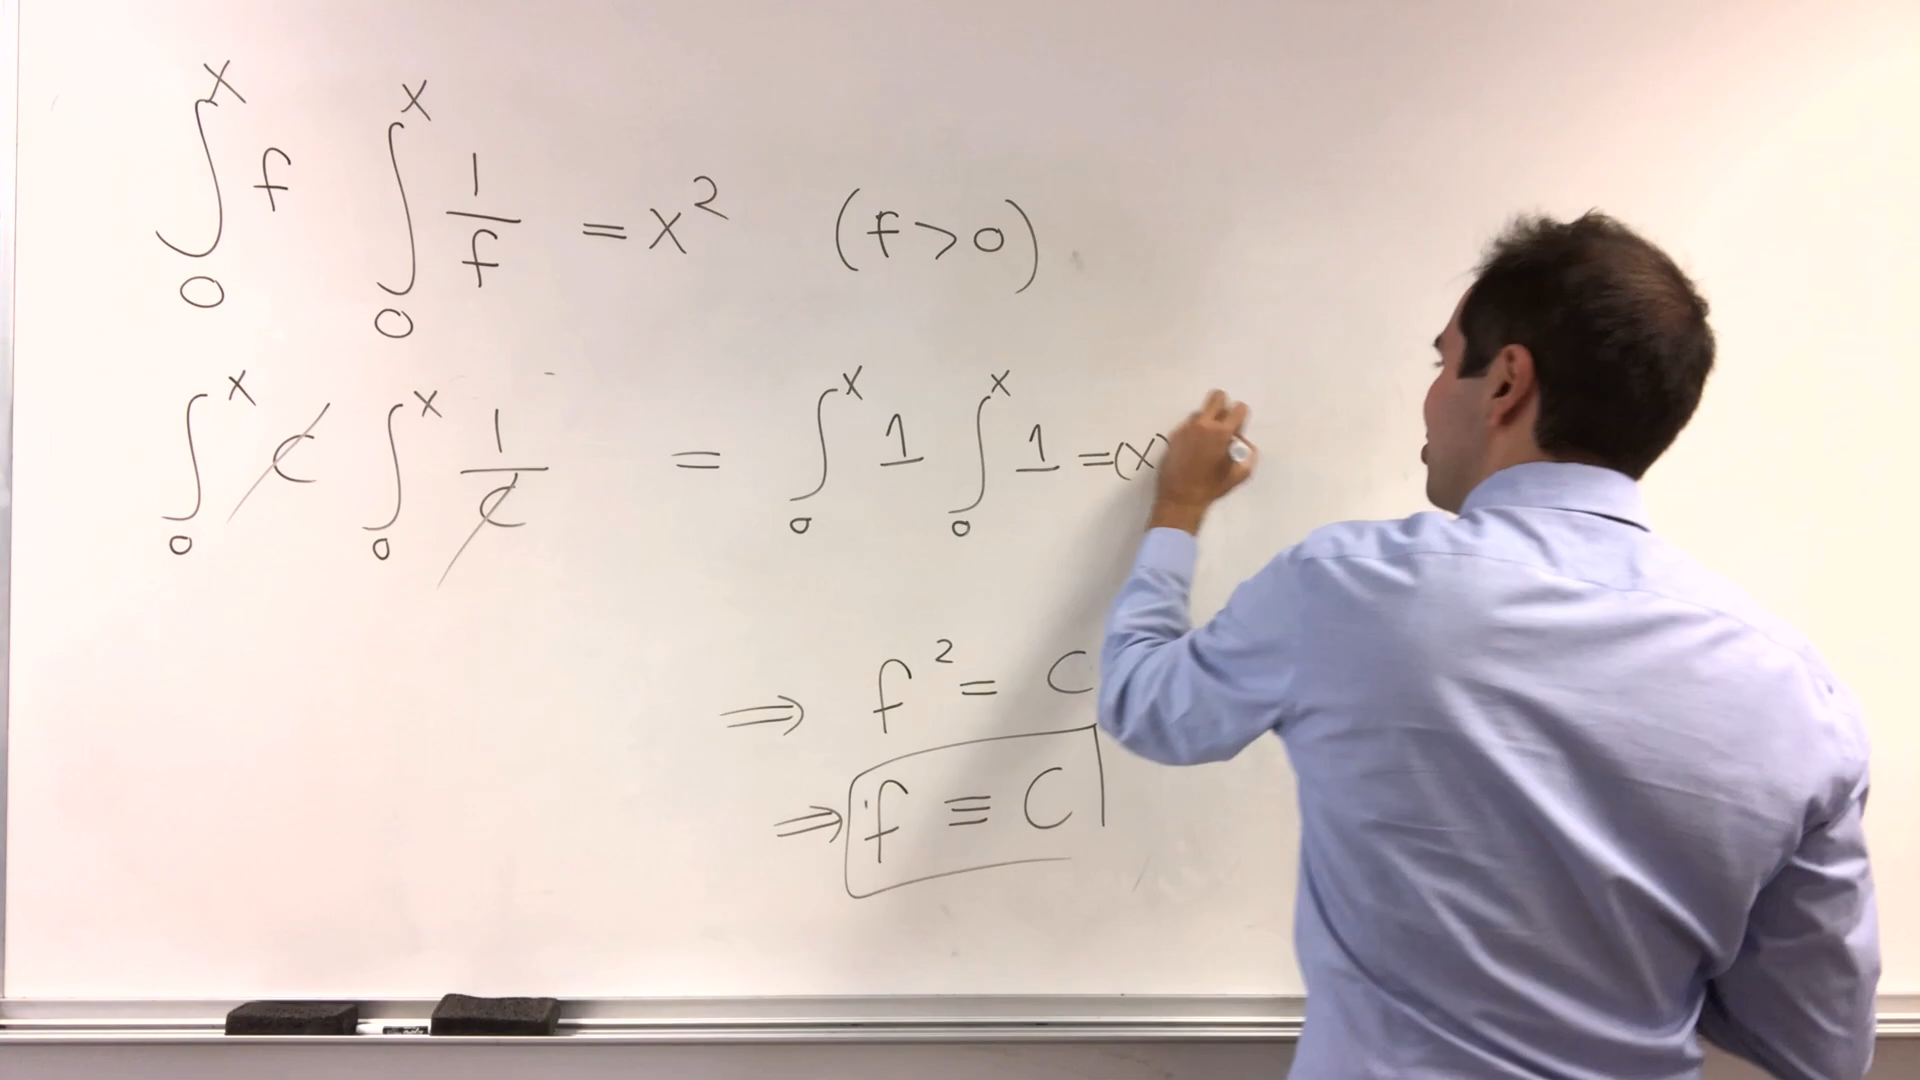 ∫₀ˣ f ∫₀ˣ 1/f = x² (f > 0)
∫₀ˣ C ∫₀ˣ 1/C = ∫₀ˣ 1 ∫₀ˣ 1 = (x)
⇒ f² = C
⇒ f ≡ C